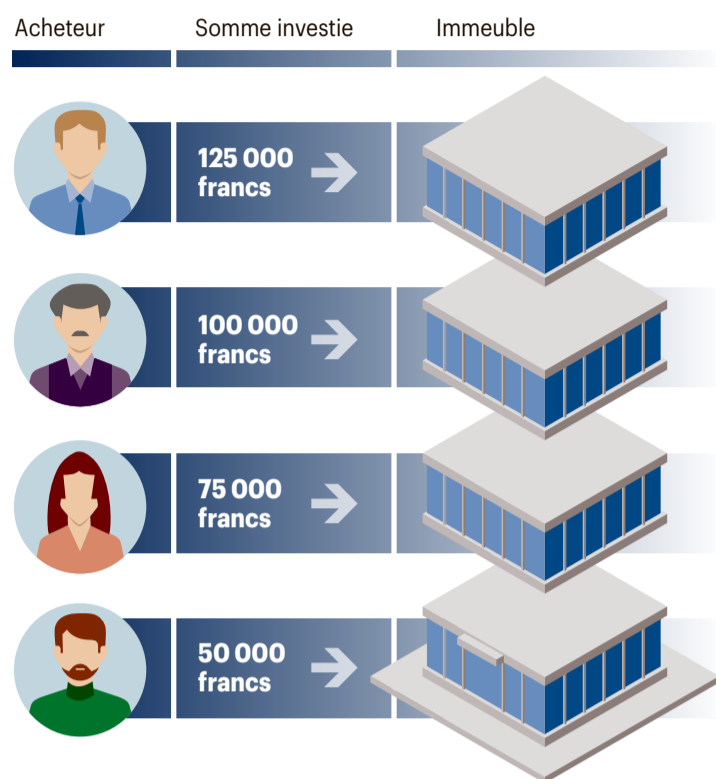 Acheteur Somme investie Immeuble
125 000
francs
100 000
francs
75 000
francs
50 000
francs